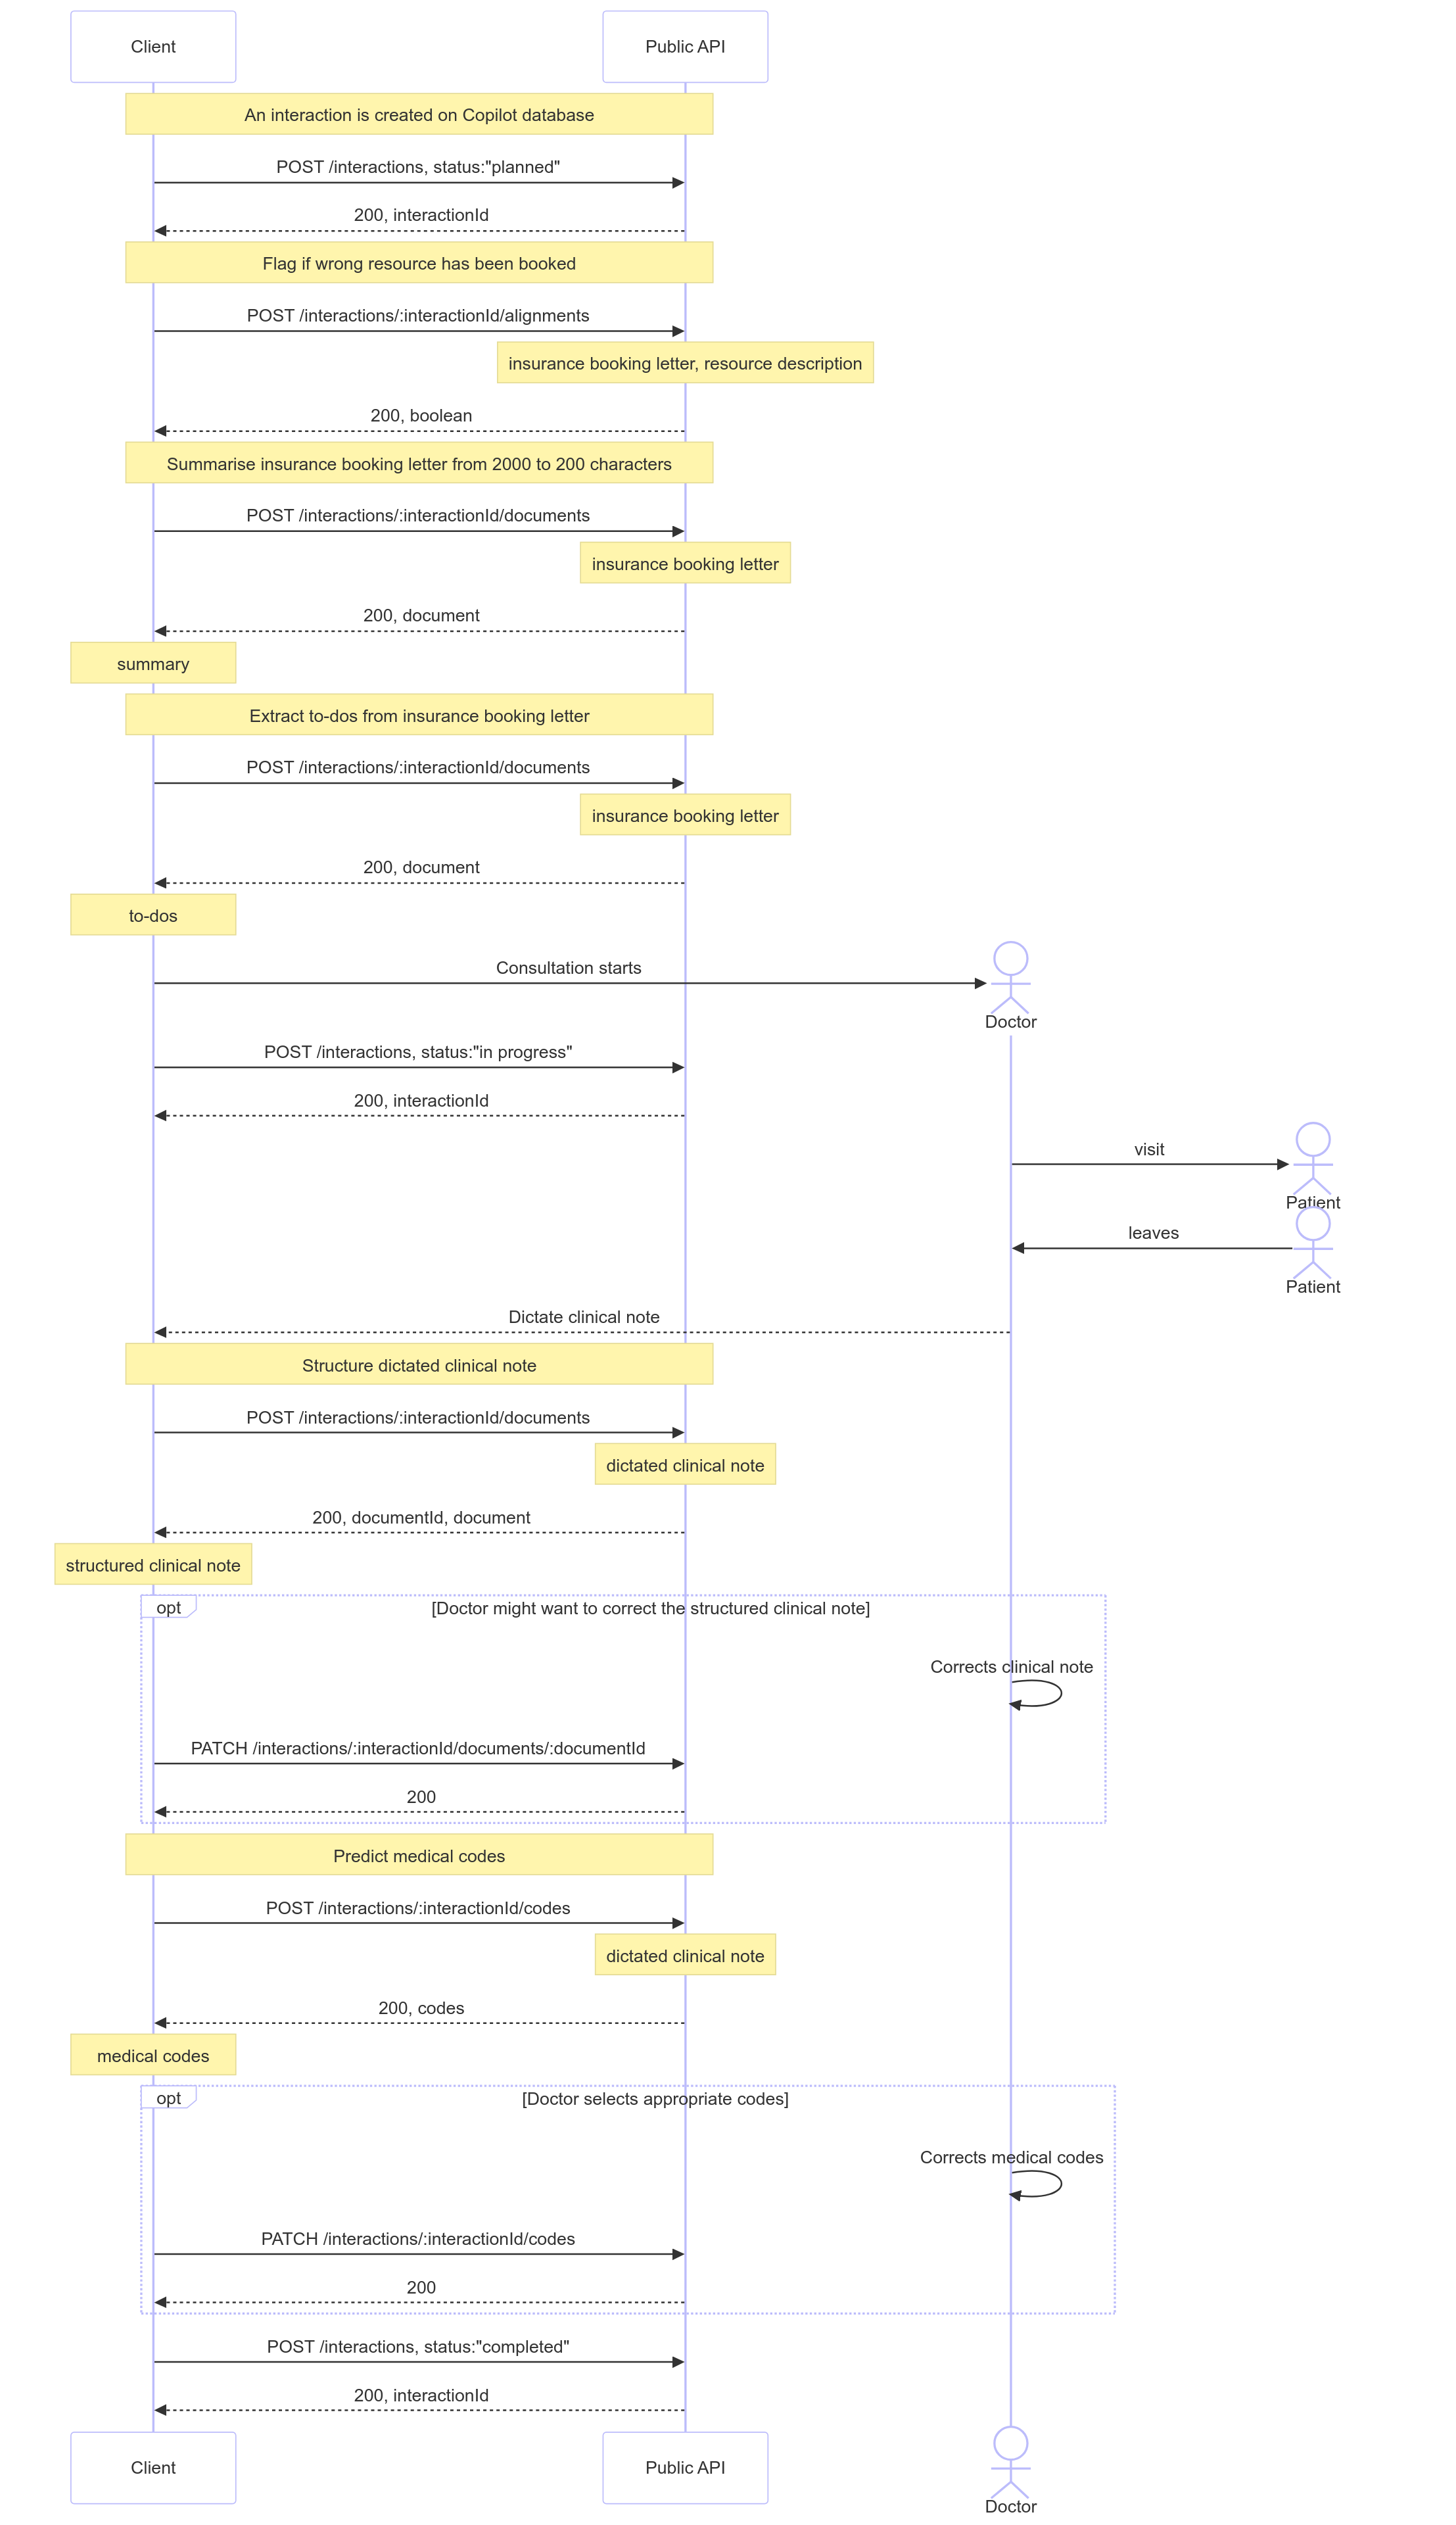 Client
Public API
An interaction is created on Copilot database
POST /interactions, status:"planned"
200, interactionId
Flag if wrong resource has been booked
POST /interactions/:interactionId/alignments
insurance booking letter, resource description
200, boolean
Summarise insurance booking letter from 2000 to 200 characters
POST /interactions/:interactionId/documents
insurance booking letter
200, document
summary
Extract to-dos from insurance booking letter
POST /interactions/:interactionId/documents
insurance booking letter
200, document
to-dos
Consultation starts
Doctor
POST /interactions, status:"in progress"
200, interactionId
visit
Patient
leaves
Patient
Dictate clinical note
Structure dictated clinical note
POST /interactions/:interactionId/documents
dictated clinical note
200, documentId, document
structured clinical note
opt
[Doctor might want to correct the structured clinical note]
Corrects clinical note
PATCH /interactions/:interactionId/documents/:documentId
200
Predict medical codes
POST /interactions/:interactionId/codes
dictated clinical note
200, codes
medical codes
opt
[Doctor selects appropriate codes]
Corrects medical codes
PATCH /interactions/:interactionId/codes
200
POST /interactions, status:"completed"
200, interactionId
Client
Public API
Doctor